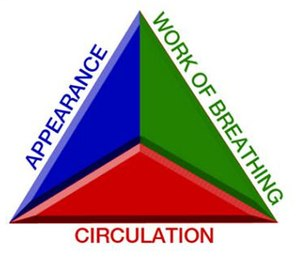 APPEARANCE
WORK OF BREATHING
CIRCULATION